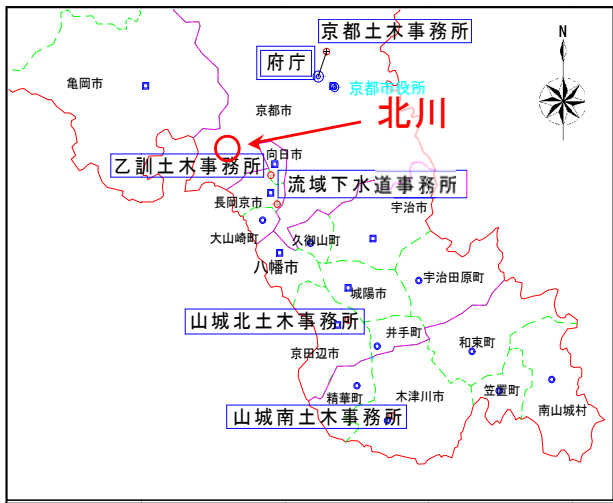 京都土木事務所
N
府庁
亀岡市
京都市役所
京都市
北川
向日市
乙訓土木事務所
流域下水道事務所
長岡京市
宇治市
大山崎町
久御山町
八幡市
宇治田原町
城陽市
山城北土木事務所
井手町
京田辺市
和束町
精華町
木津川市
笠置町
山城南土木事務所
南山城村